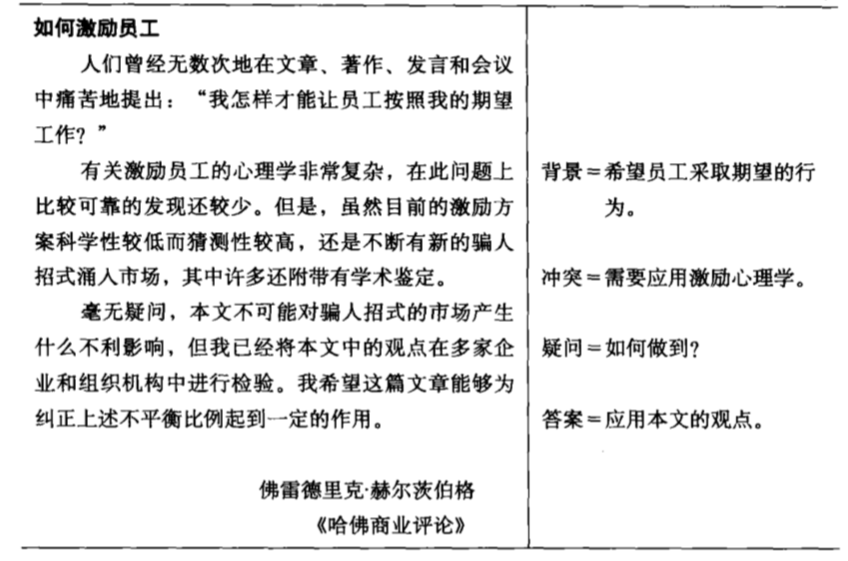 如何激励员工
人们曾经无数次地在文章、著作、发言和会议
中痛苦地提出：“我怎样才能让员工按照我的期望
工作？”
有关激励员工的心理学非常复杂，在此问题上
比较可靠的发现还较少。但是，虽然目前的激励方
案科学性较低而猜测性较高，还是不断有新的骗人
招式涌入市场，其中许多还附带有学术鉴定。
毫无疑问，本文不可能对骗人招式的市场产生
什么不利影响，但我已经将本文中的观点在多家企
业和组织机构中进行检验。我希望这篇文章能够为
纠正上述不平衡比例起到一定的作用。
佛雷德里克·赫尔茨伯格
《哈佛商业评论》
背景＝希望员工采取期望的行
为。
冲突＝需要应用激励心理学。
疑问＝如何做到？
答案＝应用本文的观点。